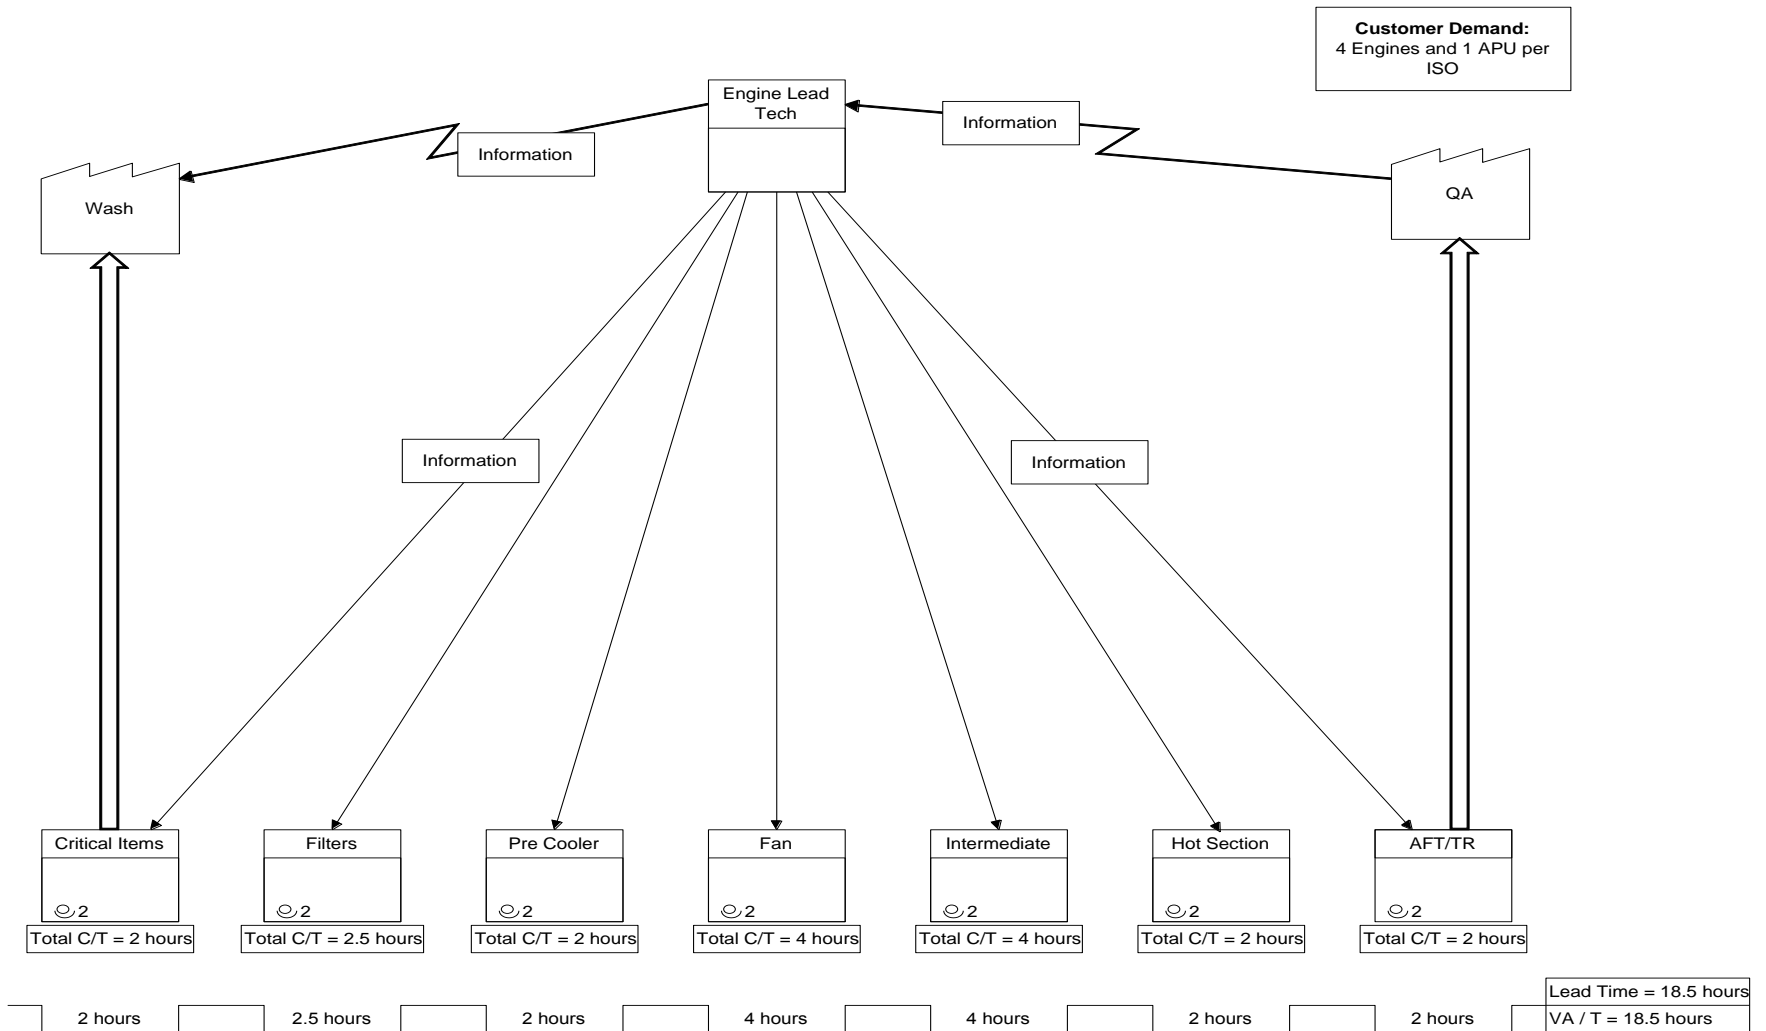 Customer Demand:
4 Engines and 1 APU per
ISO
Engine Lead
Tech
Information
Information
Wash
QA
Information
Information
Critical Items
Filters
Pre Cooler
Fan
Intermediate
Hot Section
AFT/TR
2
2
2
2
2
2
2
Total C/T = 2 hours
Total C/T = 2.5 hours
Total C/T = 2 hours
Total C/T = 4 hours
Total C/T = 4 hours
Total C/T = 2 hours
Total C/T = 2 hours
Lead Time = 18.5 hours
2 hours
2.5 hours
2 hours
4 hours
4 hours
2 hours
2 hours
VA / T = 18.5 hours